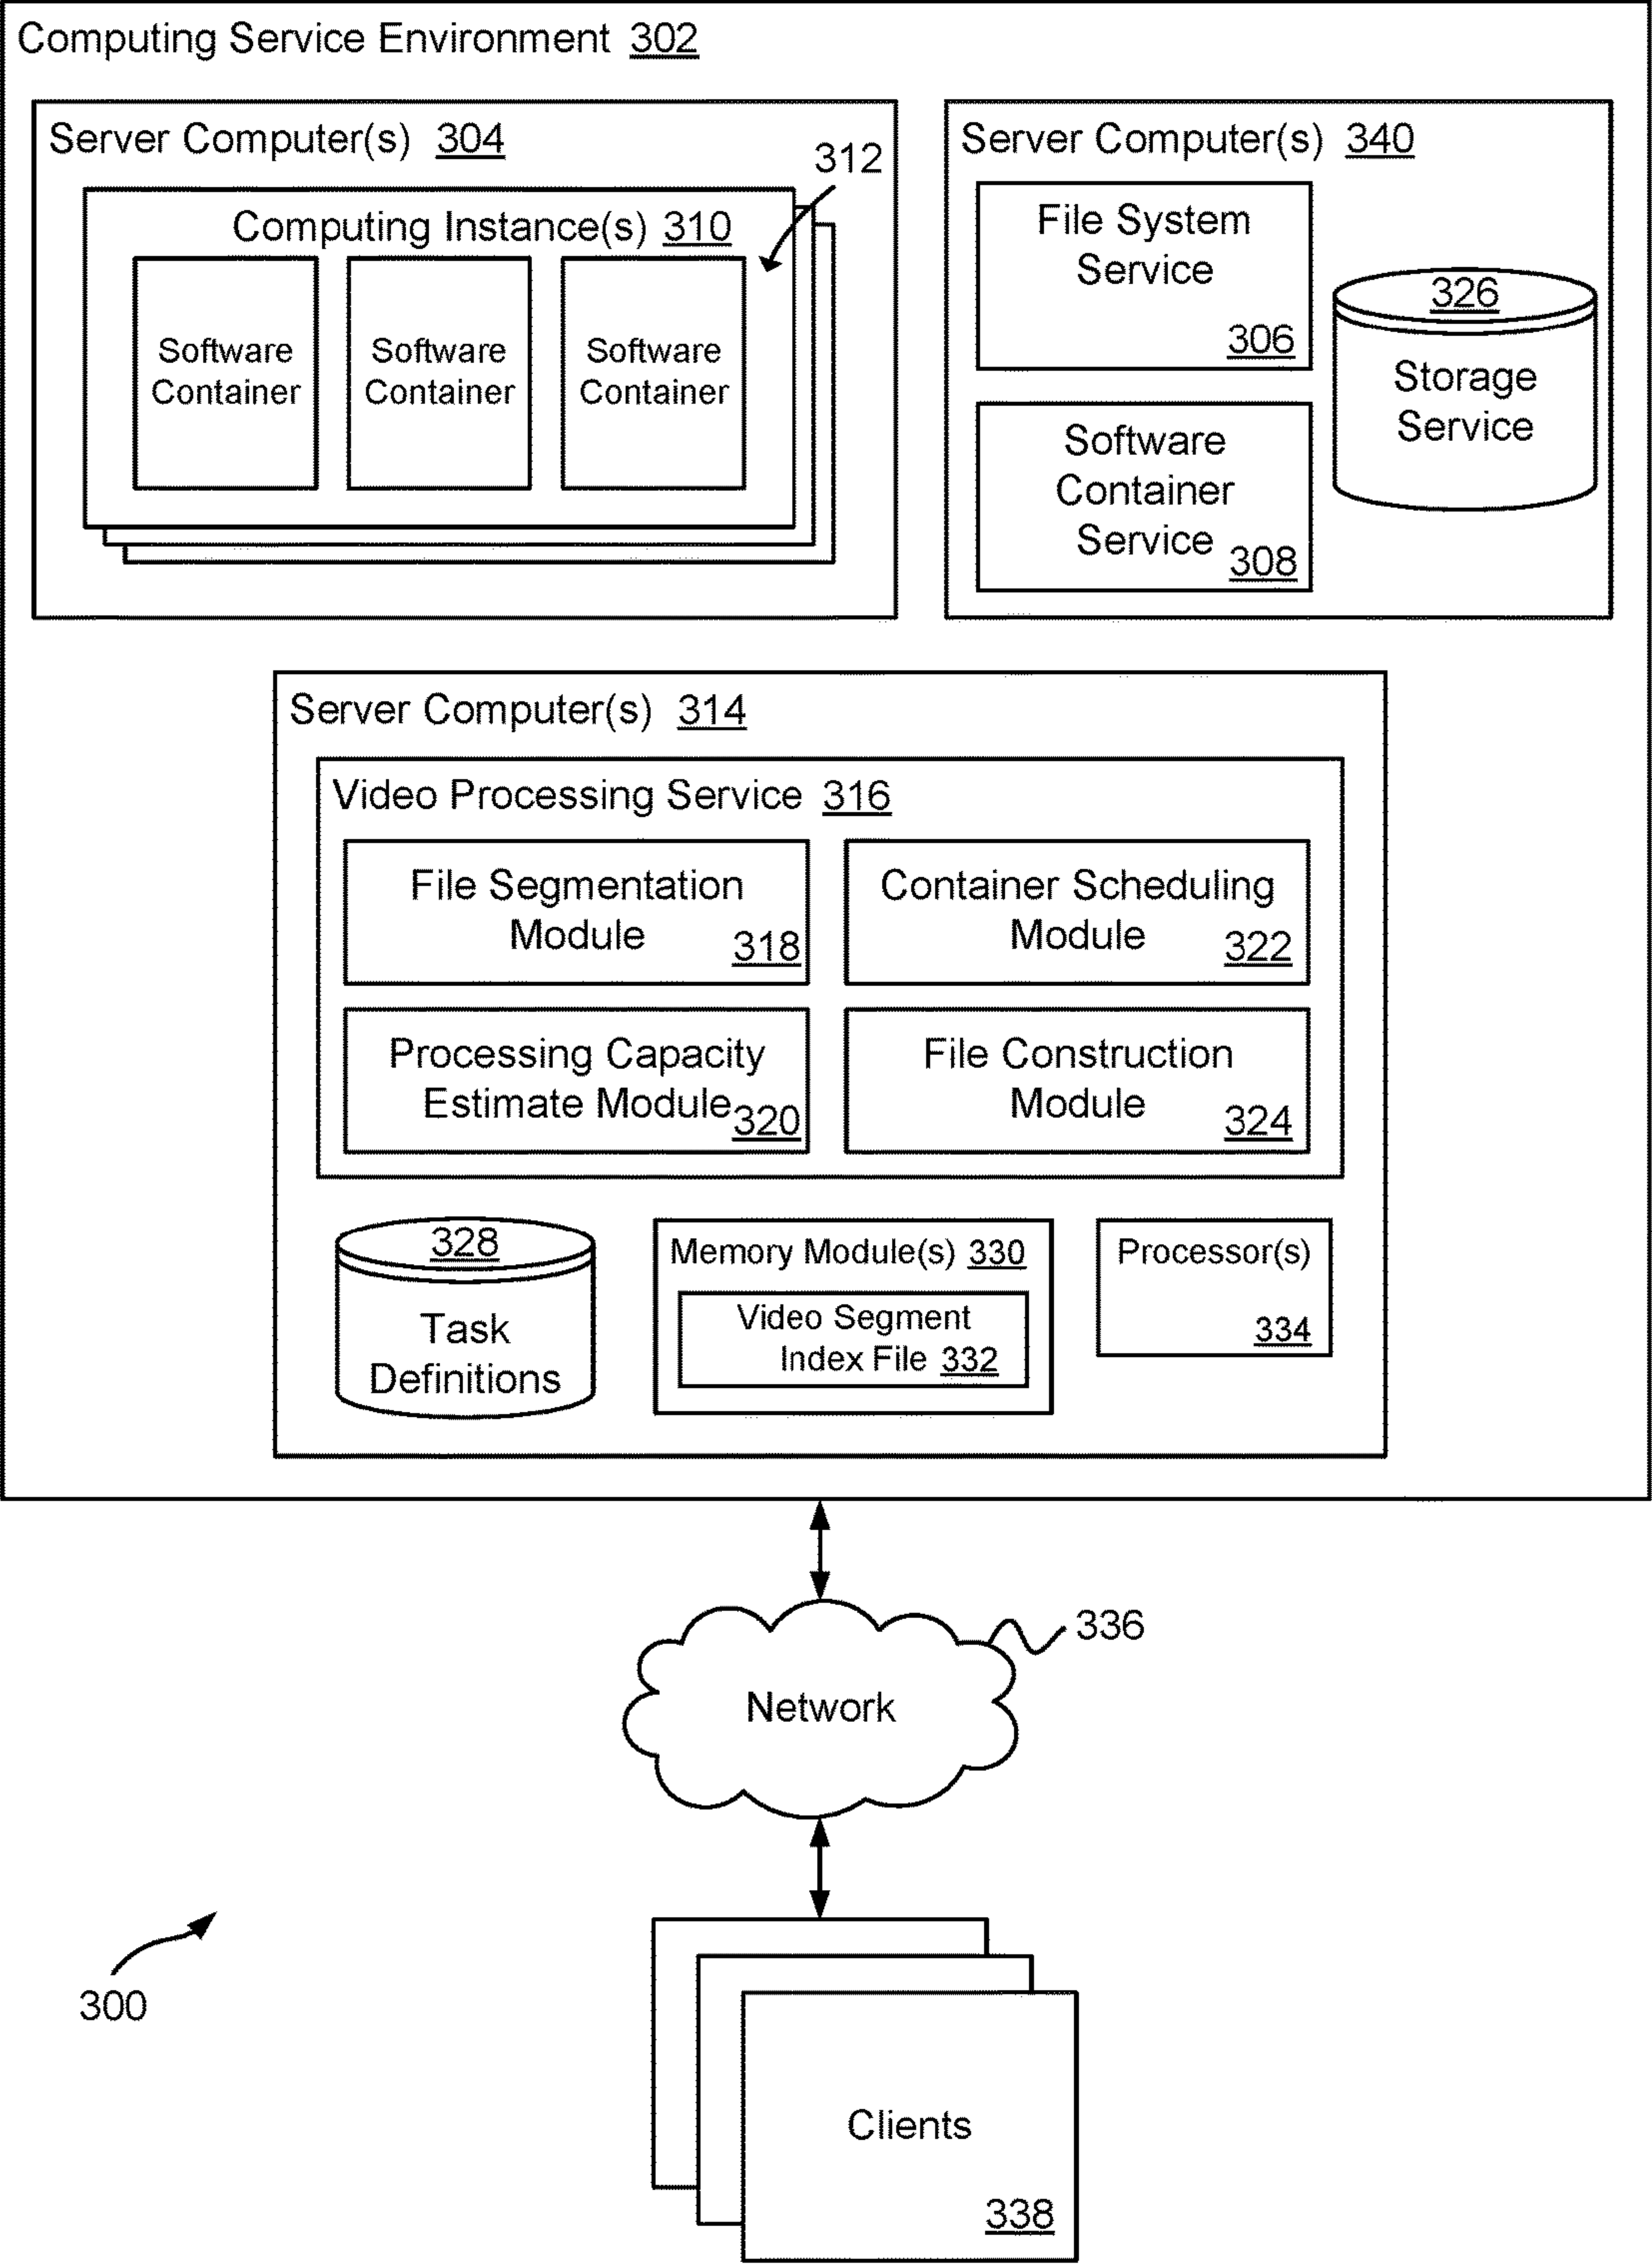 Computing Service Environment 302
Server Computer(s) 304
312
Computing Instance(s) 310
Software
Container
Software
Container
Software
Container
Server Computer(s) 340
File System
Service
306
326
Storage
Service
Software
Container
Service
308
Server Computer(s) 314
Video Processing Service 316
File Segmentation
Module
318
Container Scheduling
Module
322
Processing Capacity
Estimate Module
320
File Construction
Module
324
328
Task
Definitions
Memory Module(s) 330
Video Segment
Index File 332
Processor(s)
334
336
Network
300
Clients
338